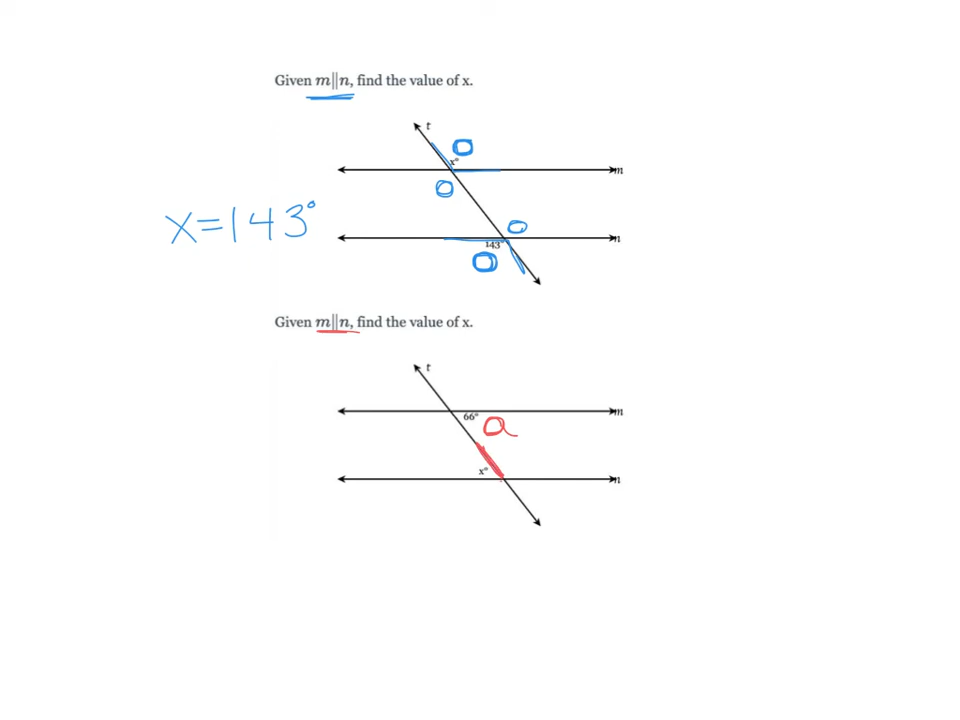 Given m||n, find the value of x.
t
O
x°
m
O
x=143°
O
n
143°
O
Given m||n, find the value of x.
t
m
66°
a
x°
n